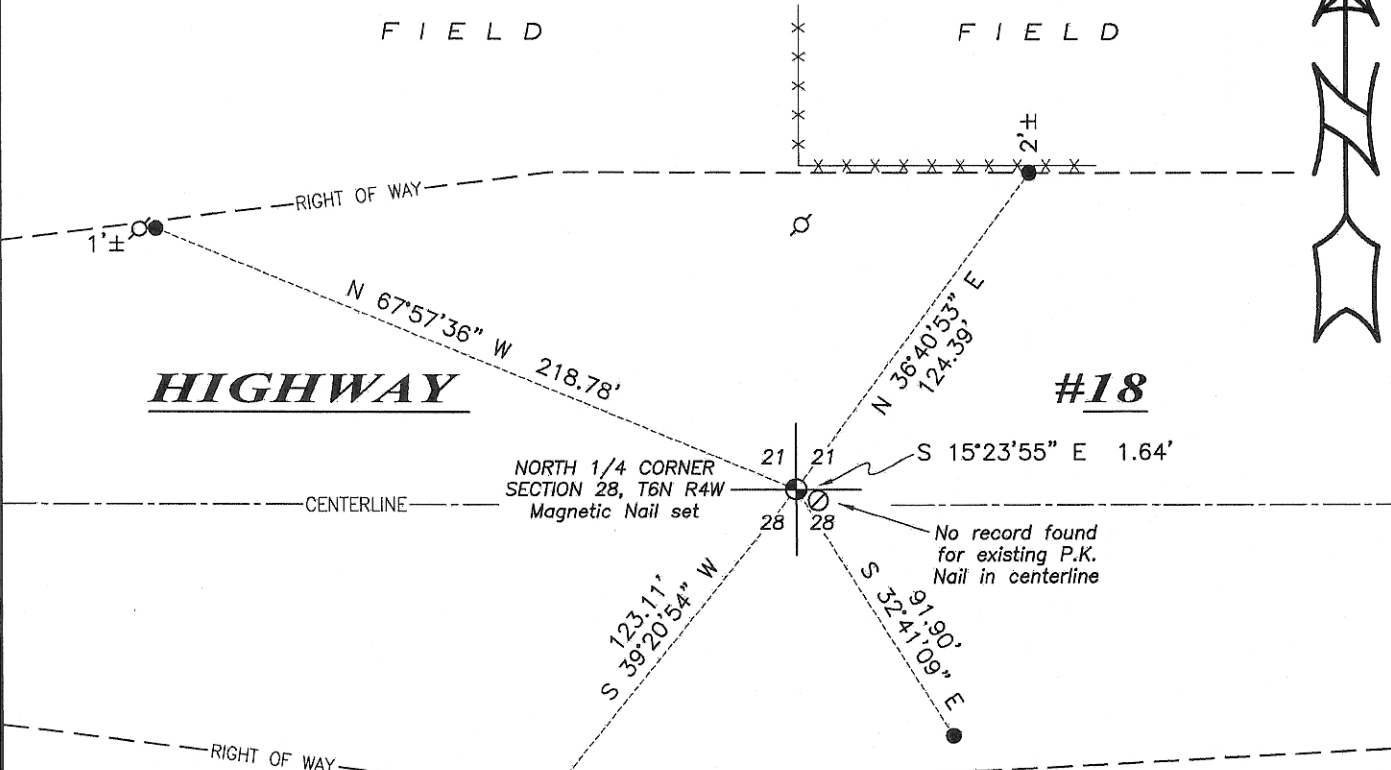 F I E L D
F I E L D
2'±
RIGHT OF WAY
1'±
N 67°57'36" W 218.78'
N 36°40'53" E
124.39'
HIGHWAY
#18
21 21
S 15°23'55" E 1.64'
NORTH 1/4 CORNER
SECTION 28, T6N R4W
Magnetic Nail set
CENTERLINE
28 28
No record found
for existing P.K.
Nail in centerline
123.11'
S 39°20'54" W
91.90'
S 32°41'09" E
RIGHT OF WAY
N